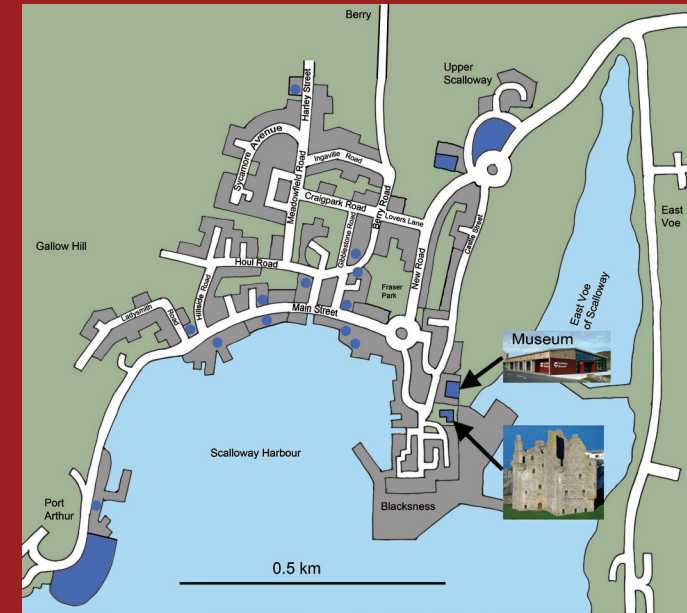 Berry
Upper
Scalloway
Harley Street
Sycamore Avenue
Meadowfield Road
Ingaville Road
Craigpark Road
Berry Road
Lovers Lane
Castle Street
East
Voe
Gallow Hill
Houl Road
Gibblestone Road
New Road
Fraser
Park
Hillside Road
Ladysmith
Road
Main Street
East Voe
of Scalloway
Museum
Scalloway Harbour
Port
Arthur
Blacksness
0.5 km